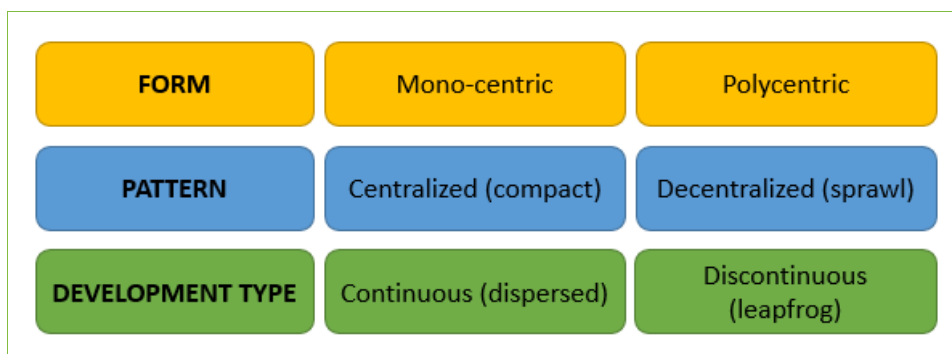 FORM
Mono-centric
Polycentric
PATTERN
Centralized (compact)
Decentralized (sprawl)
DEVELOPMENT TYPE
Continuous (dispersed)
Discontinuous
(leapfrog)